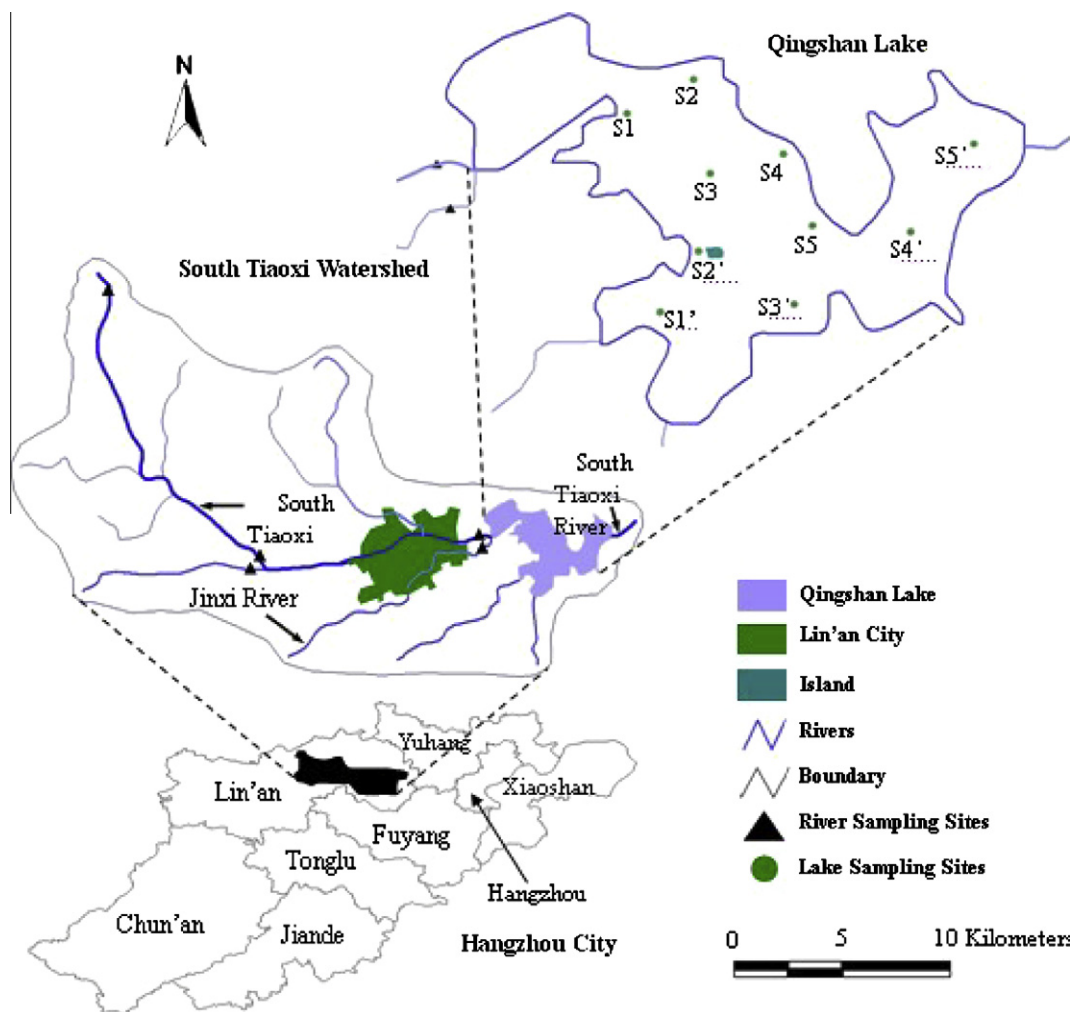 Qingshan Lake
N
S2
S1
S5'
S4
S3
S5
S4'
S2'
South Tiaoxi Watershed
S3'
S1'
South
Tiaoxi
River
South
Tiaoxi
Jinxi River
Qingshan Lake
Lin'an City
Island
Rivers
Boundary
River Sampling Sites
Lake Sampling Sites
Yuhang
Lin'an
Xiaoshan
Fuyang
Tonglu
Hangzhou
Chun'an
Jiande
Hangzhou City
0 5 10 Kilometers